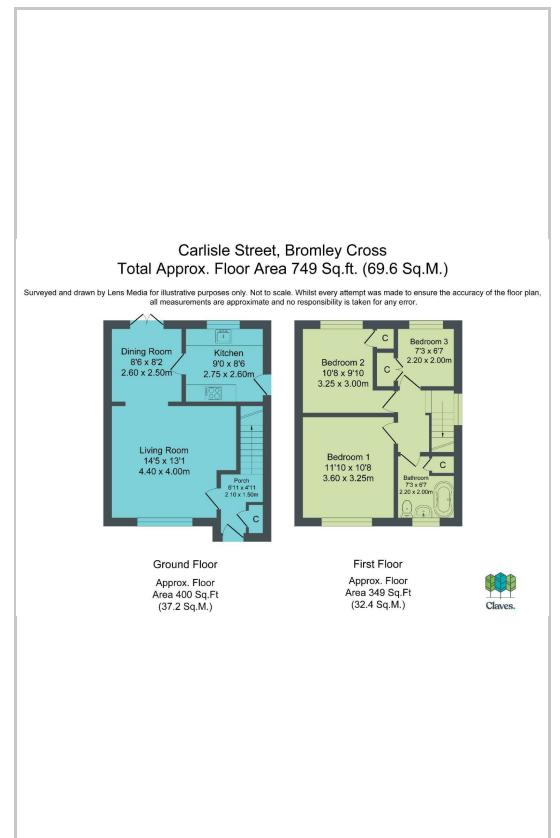 Carlisle Street, Bromley Cross
Total Approx. Floor Area 749 Sq.ft. (69.6 Sq.M.)
Surveyed and drawn by Lens Media for illustrative purposes only. Not to scale. Whilst every attempt was made to ensure the accuracy of the floor plan,
all measurements are approximate and no responsibility is taken for any error.
Dining Room
8'6 x 8'2
2.60 x 2.50m
Kitchen
9'0 x 8'6
2.75 x 2.60m
Living Room
14'5 x 13'1
4.40 x 4.00m
Porch
6'11 x 4'11
2.10 x 1.50m
C
Bedroom 2
10'8 x 9'10
3.25 x 3.00m
C
C
Bedroom 3
7'3 x 6'7
2.20 x 2.00m
Bedroom 1
11'10 x 10'8
3.60 x 3.25m
C
Bathroom
7'3 x 6'7
2.20 x 2.00m
Ground Floor
Approx. Floor
Area 400 Sq.Ft
(37.2 Sq.M.)
First Floor
Approx. Floor
Area 349 Sq.Ft
(32.4 Sq.M.)
Claves.